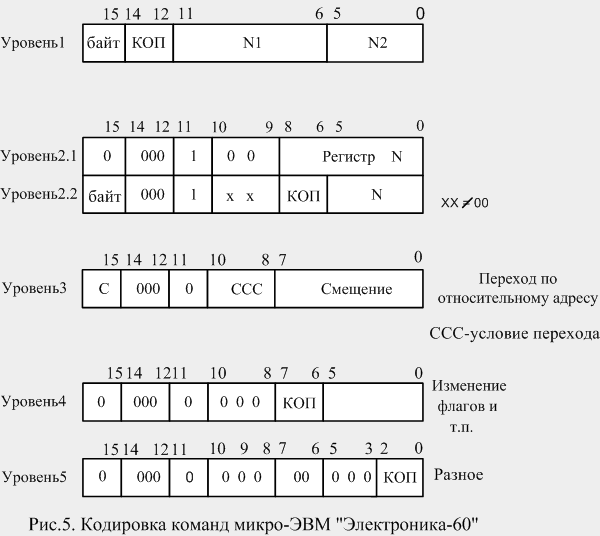 15 14 12 11 6 5 0
Уровень1 байт КОП N1 N2
15 14 12 11 10 9 8 6 5 0
Уровень2.1 0 000 1 0 0 Регистр N
Уровень2.2 байт 000 1 x x КОП N
XX ≠ 00
15 14 12 11 10 8 7 0
Уровень3 С 000 0 ССС Смещение
Переход по
относительному адресу
ССС-условие перехода
15 14 12 11 10 8 7 6 5 0
Уровень4 0 000 0 0 0 0 КОП
Изменение
флагов и
т.п.
15 14 12 11 10 9 8 7 6 5 3 2 0
Уровень5 0 000 0 0 0 0 00 0 0 0 КОП Разное
Рис.5. Кодировка команд микро-ЭВМ "Электроника-60"